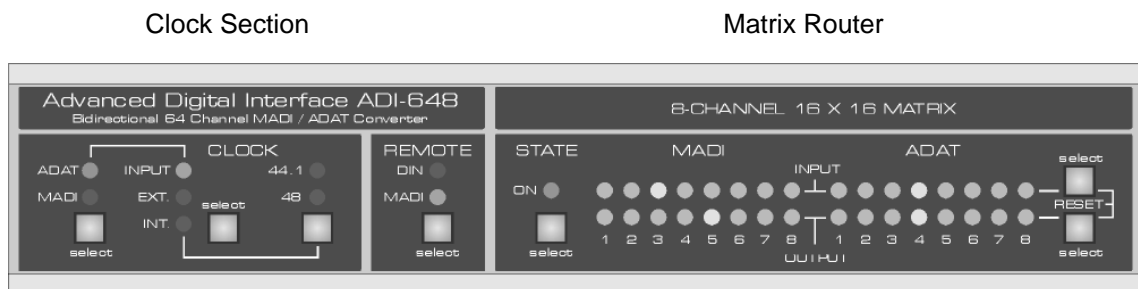 Clock Section
Matrix Router
Advanced Digital Interface ADI-648
Bidirectional 64 Channel MADI / ADAT Converter
8-CHANNEL 16 X 16 MATRIX
CLOCK
ADAT INPUT 44.1
MADI EXT. 48
INT.
select
select
REMOTE
DIN
MADI
select
STATE
ON
select
MADI
ADAT
INPUT
1 2 3 4 5 6 7 8
1 2 3 4 5 6 7 8
OUTPUT
select
RESET
select